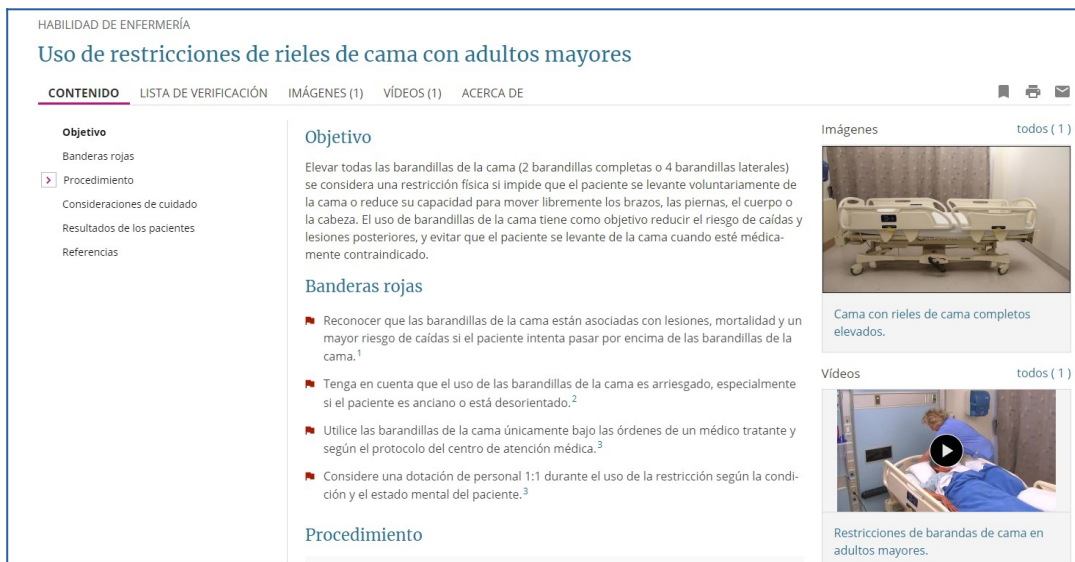 HABILIDAD DE ENFERMERÍA
Uso de restricciones de rieles de cama con adultos mayores
CONTENIDO
LISTA DE VERIFICACIÓN
IMÁGENES (1)
VÍDEOS (1)
ACERCA DE
Objetivo
Banderas rojas
Procedimiento
Consideraciones de cuidado
Resultados de los pacientes
Referencias
Objetivo
Elevar todas las barandillas de la cama (2 barandillas completas o 4 barandillas laterales)
se considera una restricción física si impide que el paciente se levante voluntariamente de
la cama o reduce su capacidad para mover libremente los brazos, las piernas, el cuerpo o
la cabeza. El uso de barandillas de la cama tiene como objetivo reducir el riesgo de caídas y
lesiones posteriores, y evitar que el paciente se levante de la cama cuando esté médica-
mente contraindicado.
Banderas rojas
Reconocer que las barandillas de la cama están asociadas con lesiones, mortalidad y un
mayor riesgo de caídas si el paciente intenta pasar por encima de las barandillas de la
cama.1
Tenga en cuenta que el uso de las barandillas de la cama es arriesgado, especialmente
si el paciente es anciano o está desorientado.2
Utilice las barandillas de la cama únicamente bajo las órdenes de un médico tratante y
según el protocolo del centro de atención médica.3
Considere una dotación de personal 1:1 durante el uso de la restricción según la condi-
ción y el estado mental del paciente.3
Procedimiento
Imágenes
todos ( 1 )
Cama con rieles de cama completos
elevados.
Vídeos
todos ( 1 )
Restricciones de barandas de cama en
adultos mayores.